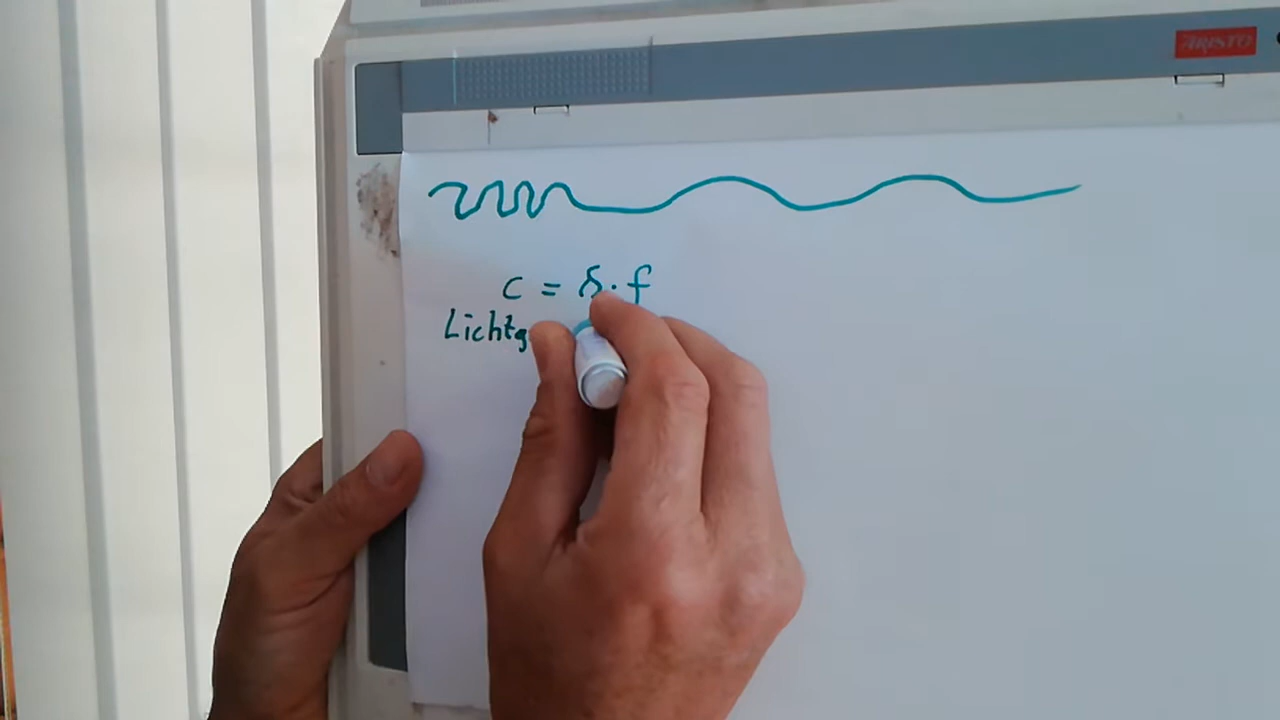 ARISTO
c = δ · f
Lichtg